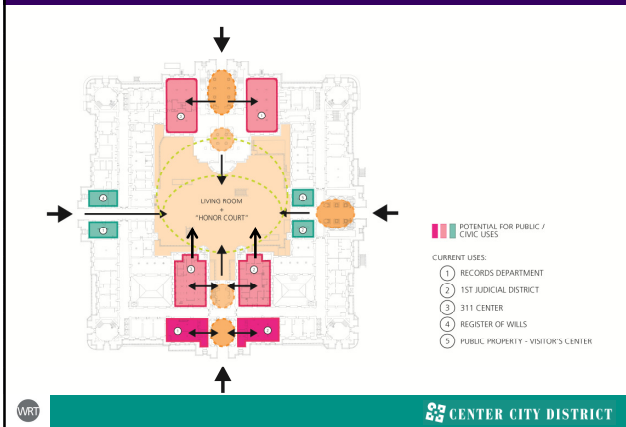 LIVING ROOM
+
"HONOR COURT"
POTENTIAL FOR PUBLIC /
CIVIC USES
CURRENT USES:
1 RECORDS DEPARTMENT
2 1ST JUDICIAL DISTRICT
3 311 CENTER
4 REGISTER OF WILLS
5 PUBLIC PROPERTY - VISITOR'S CENTER
WRT
CENTER CITY DISTRICT